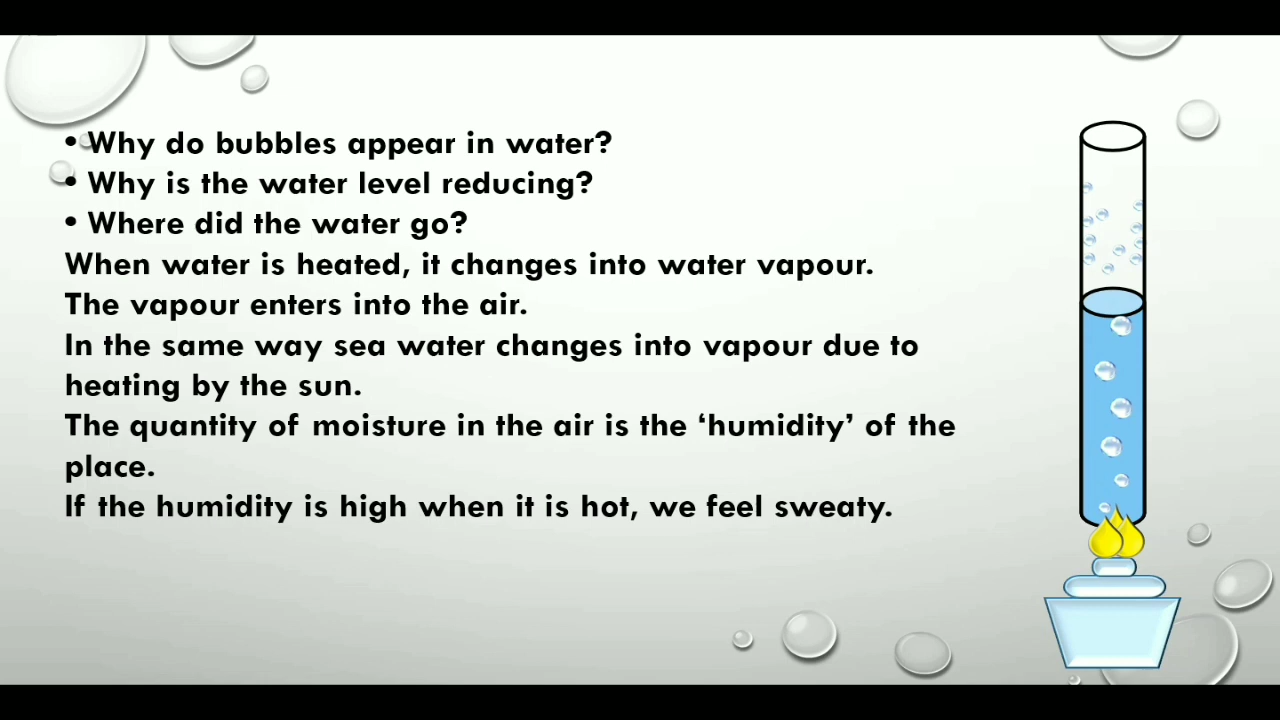 • Why do bubbles appear in water?
• Why is the water level reducing?
• Where did the water go?
When water is heated, it changes into water vapour.
The vapour enters into the air.
In the same way sea water changes into vapour due to
heating by the sun.
The quantity of moisture in the air is the ‘humidity’ of the
place.
If the humidity is high when it is hot, we feel sweaty.